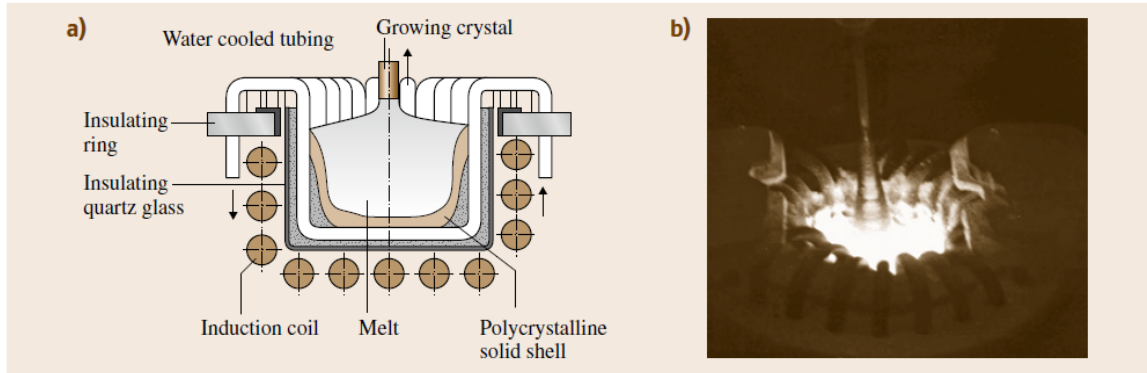 a)
Water cooled tubing
Growing crystal
Insulating
ring
Insulating
quartz glass
Induction coil
Melt
Polycrystalline
solid shell
b)